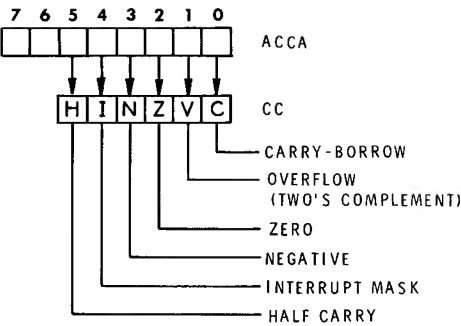 7 6 5 4 3 2 1 0
ACCA
H I N Z V C
CC
CARRY-BORROW
OVERFLOW
(TWO'S COMPLEMENT)
ZERO
NEGATIVE
INTERRUPT MASK
HALF CARRY